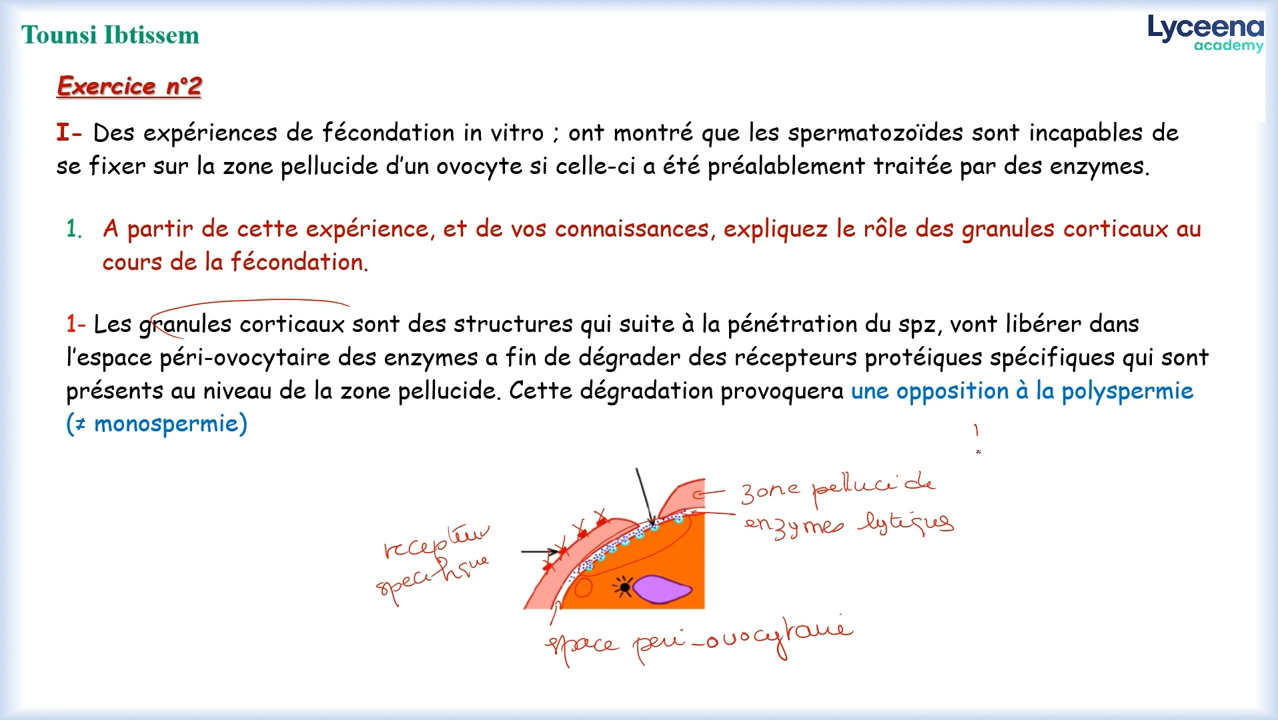 Tounsi Ibtissem
Lyceena
academy
Exercice n°2
I- Des expériences de fécondation in vitro ; ont montré que les spermatozoïdes sont incapables de
se fixer sur la zone pellucide d'un ovocyte si celle-ci a été préalablement traitée par des enzymes.
1. A partir de cette expérience, et de vos connaissances, expliquez le rôle des granules corticaux au
cours de la fécondation.
1- Les granules corticaux sont des structures qui suite à la pénétration du spz, vont libérer dans
l'espace péri-ovocytaire des enzymes a fin de dégrader des récepteurs protéiques spécifiques qui sont
présents au niveau de la zone pellucide. Cette dégradation provoquera une opposition à la polyspermie
(≠ monospermie)
zone pellucide
enzymes lytiques
recepteur
specifique
espace peri-ovocytaire